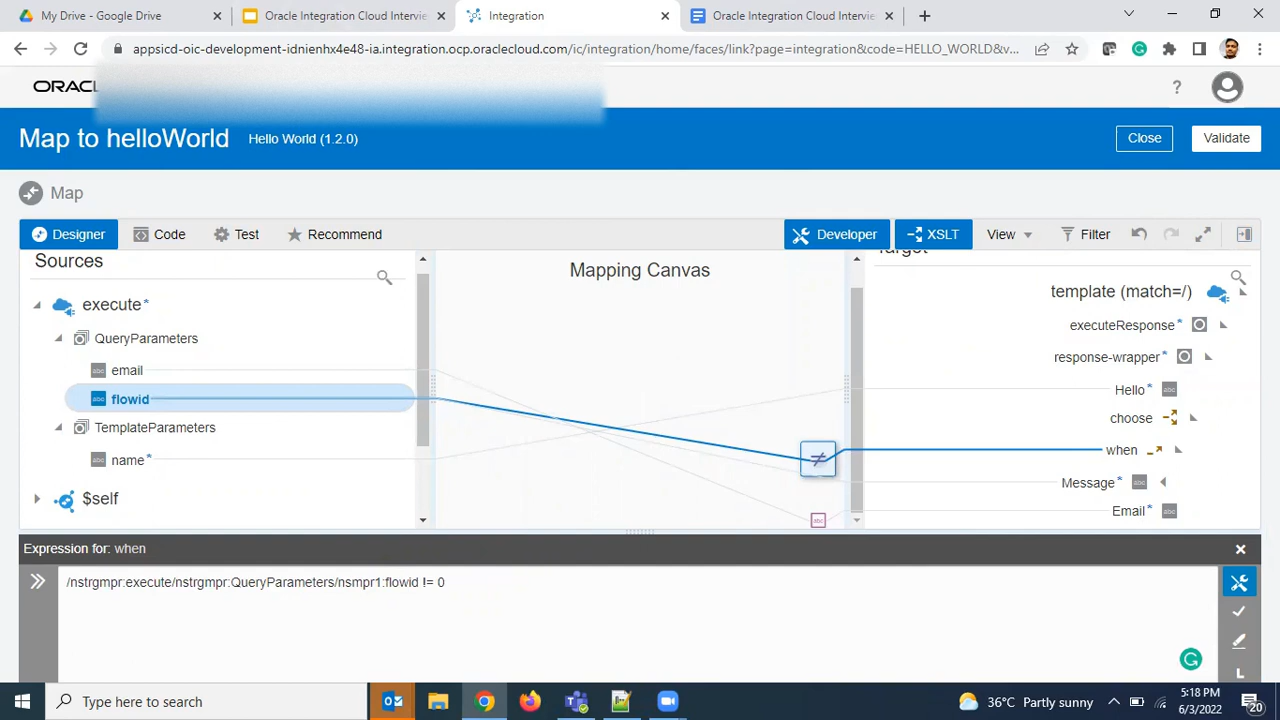 My Drive - Google Drive
Oracle Integration Cloud Intervie
Integration
Oracle Integration Cloud Intervie
appsicd-oic-development-idnienhx4e48-ia.integration.ocp.oraclecloud.com/ic/integration/home/faces/link?page=integration&code=HELLO_WORLD&v...
ORAC
?
Map to helloWorld
Hello World (1.2.0)
Close
Validate
Map
Designer
Code
Test
Recommend
Developer
XSLT
View
Filter
Sources
Mapping Canvas
Target
execute*
template (match=/)
QueryParameters
executeResponse*
email
response-wrapper*
flowid
Hello*
TemplateParameters
choose
name*
when
$self
Message*
Email*
Expression for: when
/nstrgmpr:execute/nstrgmpr:QueryParameters/nsmpr1:flowid != 0
Type here to search
36°C Partly sunny
5:18 PM
6/3/2022
20